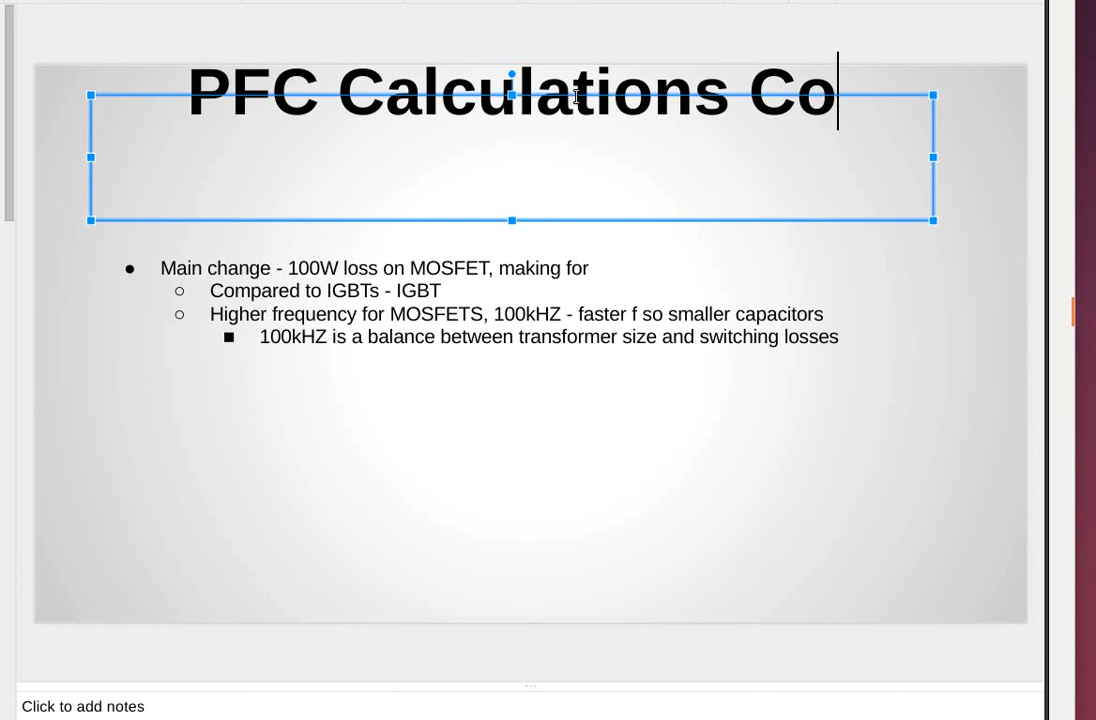 PFC Calculations Co
● Main change - 100W loss on MOSFET, making for
○ Compared to IGBTs - IGBT
○ Higher frequency for MOSFETS, 100kHZ - faster f so smaller capacitors
■ 100kHZ is a balance between transformer size and switching losses
Click to add notes